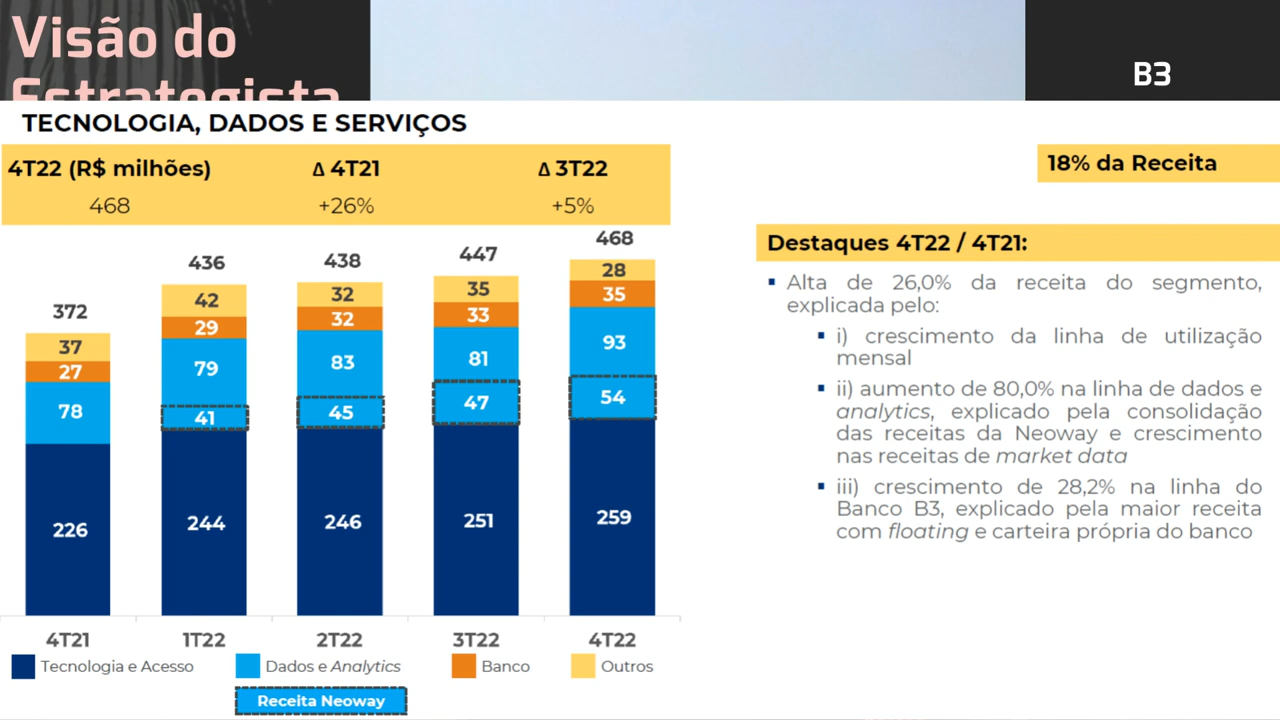 Visão do
Estrategista
B3
TECNOLOGIA, DADOS E SERVIÇOS
4T22 (R$ milhões) Δ 4T21 Δ 3T22
468 +26% +5%
18% da Receita
372 436 438 447 468
37 42 32 35 28
27 29 32 33 35
78 79 83 81 93
41 45 47 54
226 244 246 251 259
4T21 1T22 2T22 3T22 4T22
Tecnologia e Acesso Dados e Analytics Banco Outros
Receita Neoway
Destaques 4T22 / 4T21:
▪ Alta de 26,0% da receita do segmento,
explicada pelo:
▪ i) crescimento da linha de utilização
mensal
▪ ii) aumento de 80,0% na linha de dados e
analytics, explicado pela consolidação
das receitas da Neoway e crescimento
nas receitas de market data
▪ iii) crescimento de 28,2% na linha do
Banco B3, explicado pela maior receita
com floating e carteira própria do banco